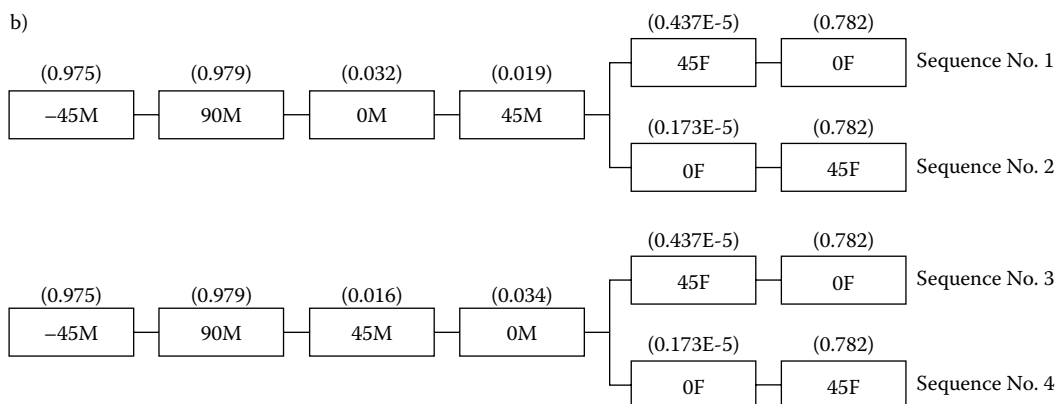 b)
(0.437E-5) (0.782)
45F 0F Sequence No. 1
(0.975) (0.979) (0.032) (0.019)
–45M 90M 0M 45M
(0.173E-5) (0.782)
0F 45F Sequence No. 2
(0.437E-5) (0.782)
45F 0F Sequence No. 3
(0.975) (0.979) (0.016) (0.034)
–45M 90M 45M 0M
(0.173E-5) (0.782)
0F 45F Sequence No. 4